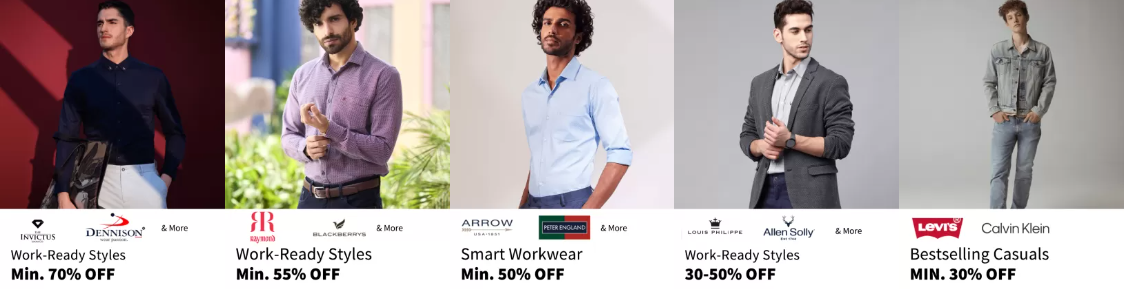 INVICTUS
DENNISON
& More
Work-Ready Styles
Min. 70% OFF
Raymond
BLACKBERRYS
& More
Work-Ready Styles
Min. 55% OFF
ARROW
USA·1851
PETER ENGLAND
& More
Smart Workwear
Min. 50% OFF
LOUIS PHILIPPE
Allen Solly
& More
Work-Ready Styles
30-50% OFF
Levi's
Calvin Klein
Bestselling Casuals
MIN. 30% OFF